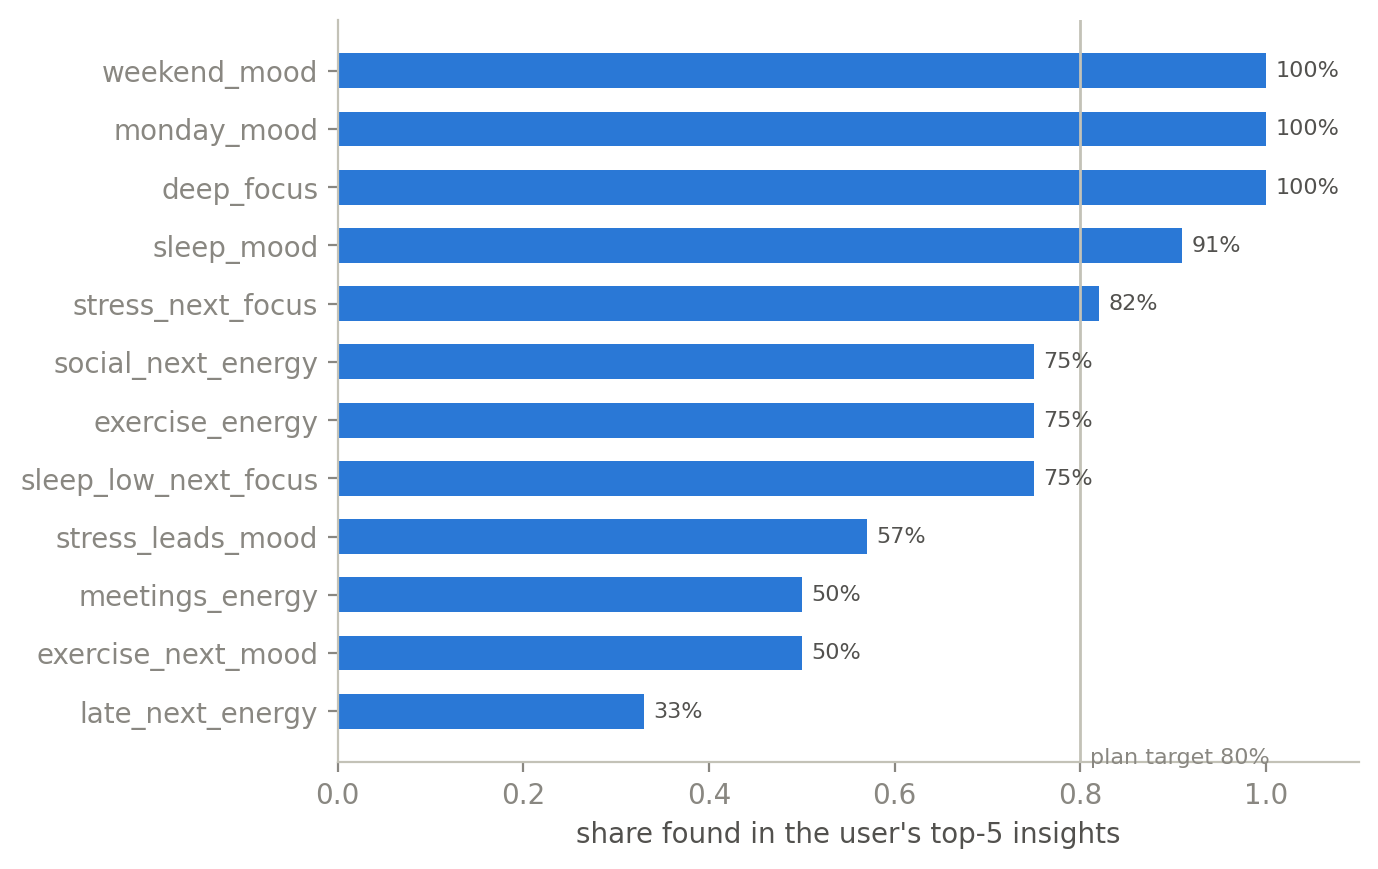 weekend_mood 100%
monday_mood 100%
deep_focus 100%
sleep_mood 91%
stress_next_focus 82%
social_next_energy 75%
exercise_energy 75%
sleep_low_next_focus 75%
stress_leads_mood 57%
meetings_energy 50%
exercise_next_mood 50%
late_next_energy 33%
plan target 80%
0.0 0.2 0.4 0.6 0.8 1.0
share found in the user's top-5 insights